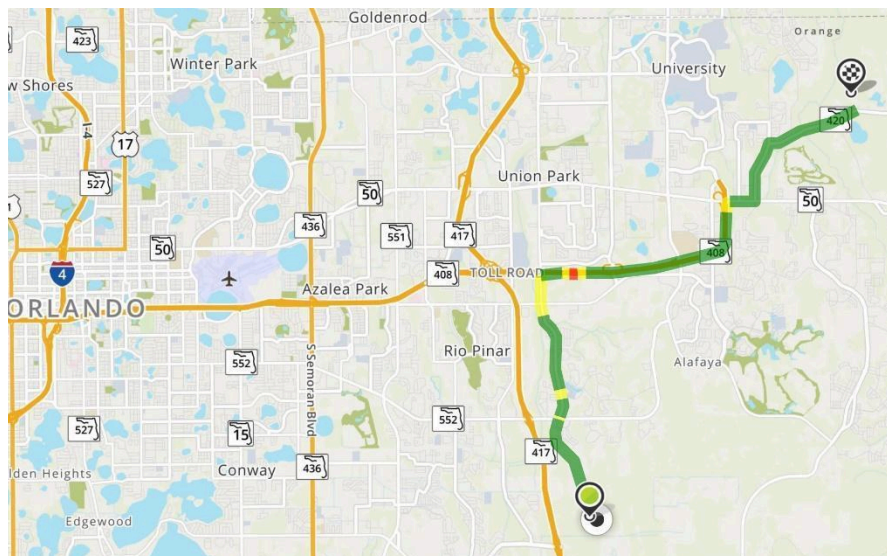 Goldenrod
423
Orange
Winter Park
University
w Shores
I-4
420
17
Union Park
527
50
50
436
551
417
50
408
408
TOLL ROAD
4
Azalea Park
ORLANDO
Rio Pinar
S Semoran Blvd
552
Alafaya
552
527
15
417
436
Conway
lden Heights
Edgewood